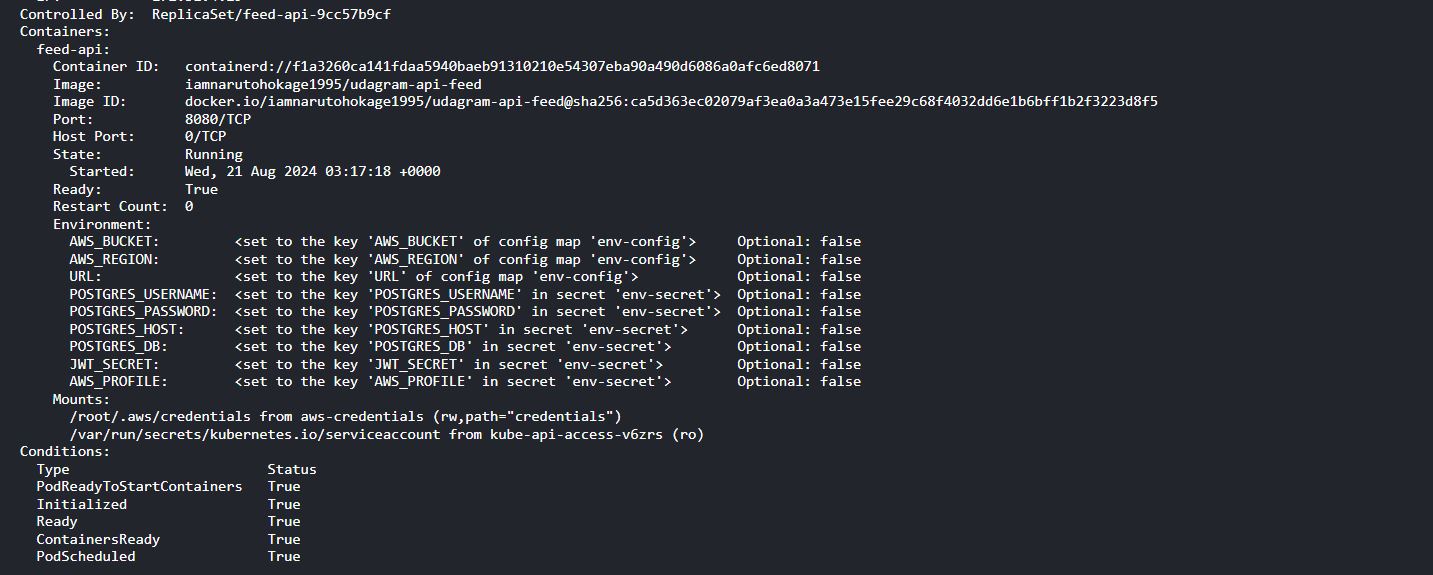 Controlled By:  ReplicaSet/feed-api-9cc57b9cf
Containers:
  feed-api:
    Container ID:   containerd://f1a3260ca141fdaa5940baeb91310210e54307eba90a490d6086a0afc6ed8071
    Image:          iamnarutohokage1995/udagram-api-feed
    Image ID:       docker.io/iamnarutohokage1995/udagram-api-feed@sha256:ca5d363ec02079af3ea0a3a473e15fee29c68f4032dd6e1b6bff1b2f3223d8f5
    Port:           8080/TCP
    Host Port:      0/TCP
    State:          Running
      Started:      Wed, 21 Aug 2024 03:17:18 +0000
    Ready:          True
    Restart Count:  0
    Environment:
      AWS_BUCKET:         <set to the key 'AWS_BUCKET' of config map 'env-config'>     Optional: false
      AWS_REGION:         <set to the key 'AWS_REGION' of config map 'env-config'>     Optional: false
      URL:                <set to the key 'URL' of config map 'env-config'>            Optional: false
      POSTGRES_USERNAME:  <set to the key 'POSTGRES_USERNAME' in secret 'env-secret'>  Optional: false
      POSTGRES_PASSWORD:  <set to the key 'POSTGRES_PASSWORD' in secret 'env-secret'>  Optional: false
      POSTGRES_HOST:      <set to the key 'POSTGRES_HOST' in secret 'env-secret'>      Optional: false
      POSTGRES_DB:        <set to the key 'POSTGRES_DB' in secret 'env-secret'>        Optional: false
      JWT_SECRET:         <set to the key 'JWT_SECRET' in secret 'env-secret'>         Optional: false
      AWS_PROFILE:        <set to the key 'AWS_PROFILE' in secret 'env-secret'>        Optional: false
    Mounts:
      /root/.aws/credentials from aws-credentials (rw,path="credentials")
      /var/run/secrets/kubernetes.io/serviceaccount from kube-api-access-v6zrs (ro)
Conditions:
  Type                        Status
  PodReadyToStartContainers   True
  Initialized                 True
  Ready                       True
  ContainersReady             True
  PodScheduled                True